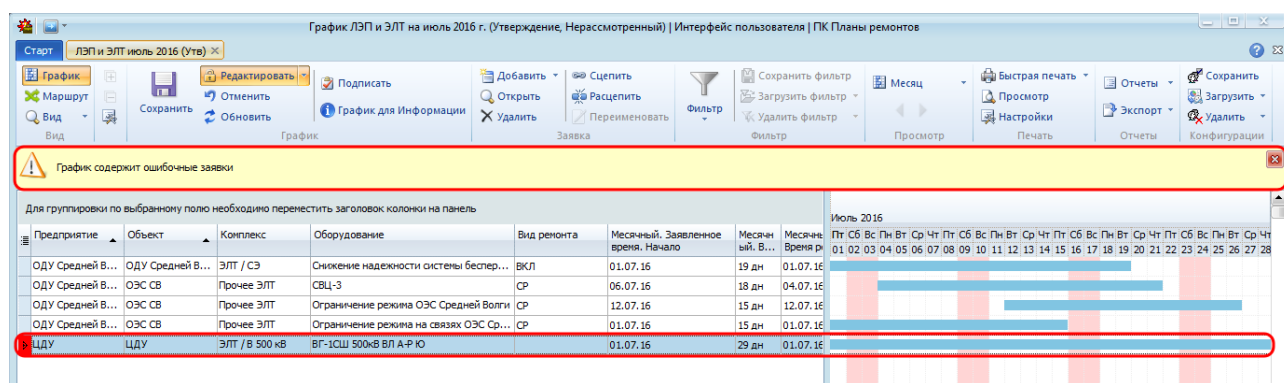 График ЛЭП и ЭЛТ на июль 2016 г. (Утверждение, Нерассмотренный) | Интерфейс пользователя | ПК Планы ремонтов
Старт ЛЭП и ЭЛТ июль 2016 (Утв)
График Редактировать Подписать Добавить Сцепить Сохранить фильтр Месяц Быстрая печать Отчеты Сохранить
Маршрут Сохранить Отменить Открыть Расцепить Фильтр Загрузить фильтр Просмотр Загрузить
Вид Обновить График для Информации Удалить Переименовать Удалить фильтр Настройки Экспорт Удалить
Вид График Заявка Фильтр Просмотр Печать Отчеты Конфигурации
График содержит ошибочные заявки
Для группировки по выбранному полю необходимо переместить заголовок колонки на панель
Июль 2016
Предприятие Объект Комплекс Оборудование Вид ремонта Месячный. Заявленное время. Начало Месячн ый. В... Месячны Время р
Пт Сб Вс Пн Вт Ср Чт Пт Сб Вс Пн Вт Ср Чт Пт Сб Вс Пн Вт Ср Чт Пт Сб Вс Пн Вт Ср Чт
01 02 03 04 05 06 07 08 09 10 11 12 13 14 15 16 17 18 19 20 21 22 23 24 25 26 27 28
ОДУ Средней В... ОДУ Средней В... ЭЛТ / СЭ Снижение надежности системы беспер... ВКЛ 01.07.16 19 дн 01.07.16
ОДУ Средней В... ОЭС СВ Прочее ЭЛТ СВЦ-3 СР 06.07.16 18 дн 04.07.16
ОДУ Средней В... ОЭС СВ Прочее ЭЛТ Ограничение режима ОЭС Средней Волги СР 12.07.16 15 дн 12.07.16
ОДУ Средней В... ОЭС СВ Прочее ЭЛТ Ограничение режима на связях ОЭС Ср... СР 01.07.16 15 дн 01.07.16
ЦДУ ЦДУ ЭЛТ / В 500 кВ ВГ-1СШ 500кВ ВЛ А-Р Ю 01.07.16 29 дн 01.07.16